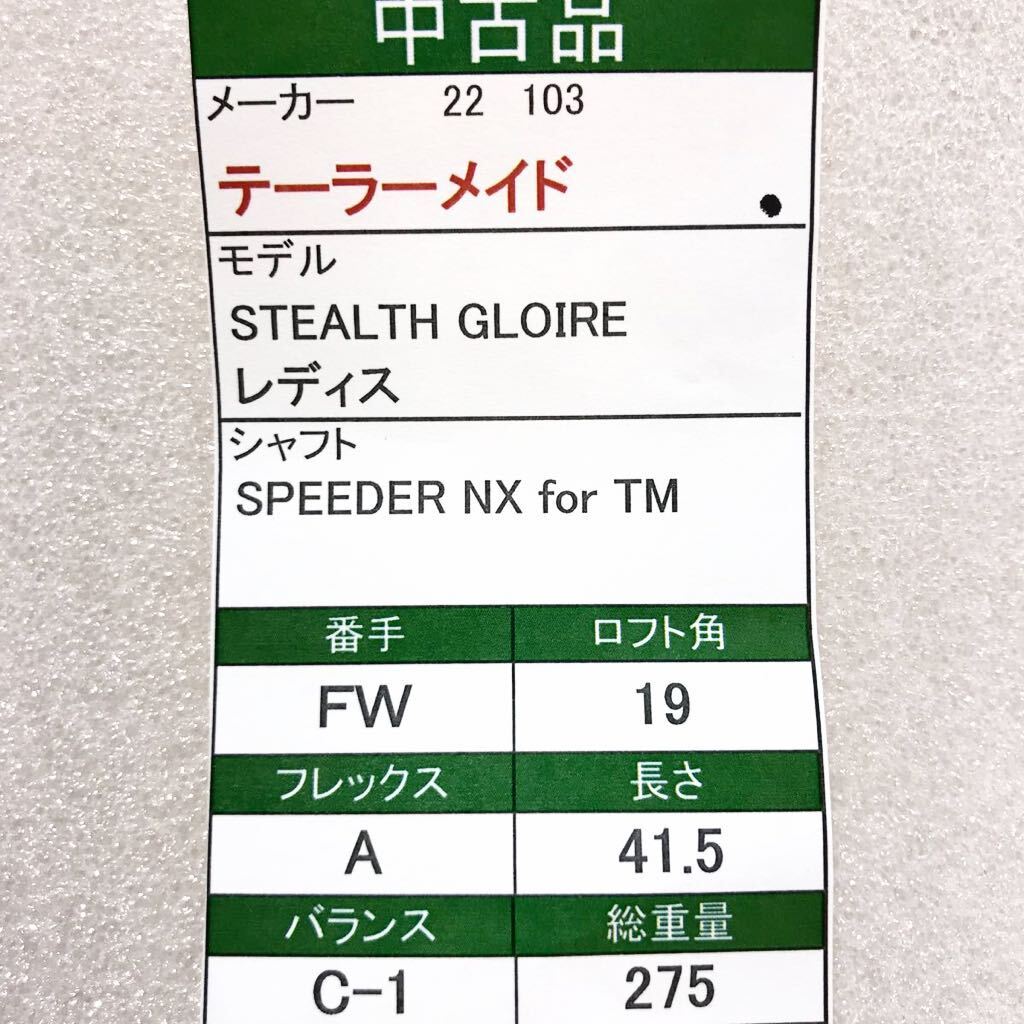 中古品
メーカー 22 103
テーラーメイド
モデル
STEALTH GLOIRE
レディス
シャフト
SPEEDER NX for TM
番手 ロフト角
FW 19
フレックス 長さ
A 41.5
バランス 総重量
C-1 275